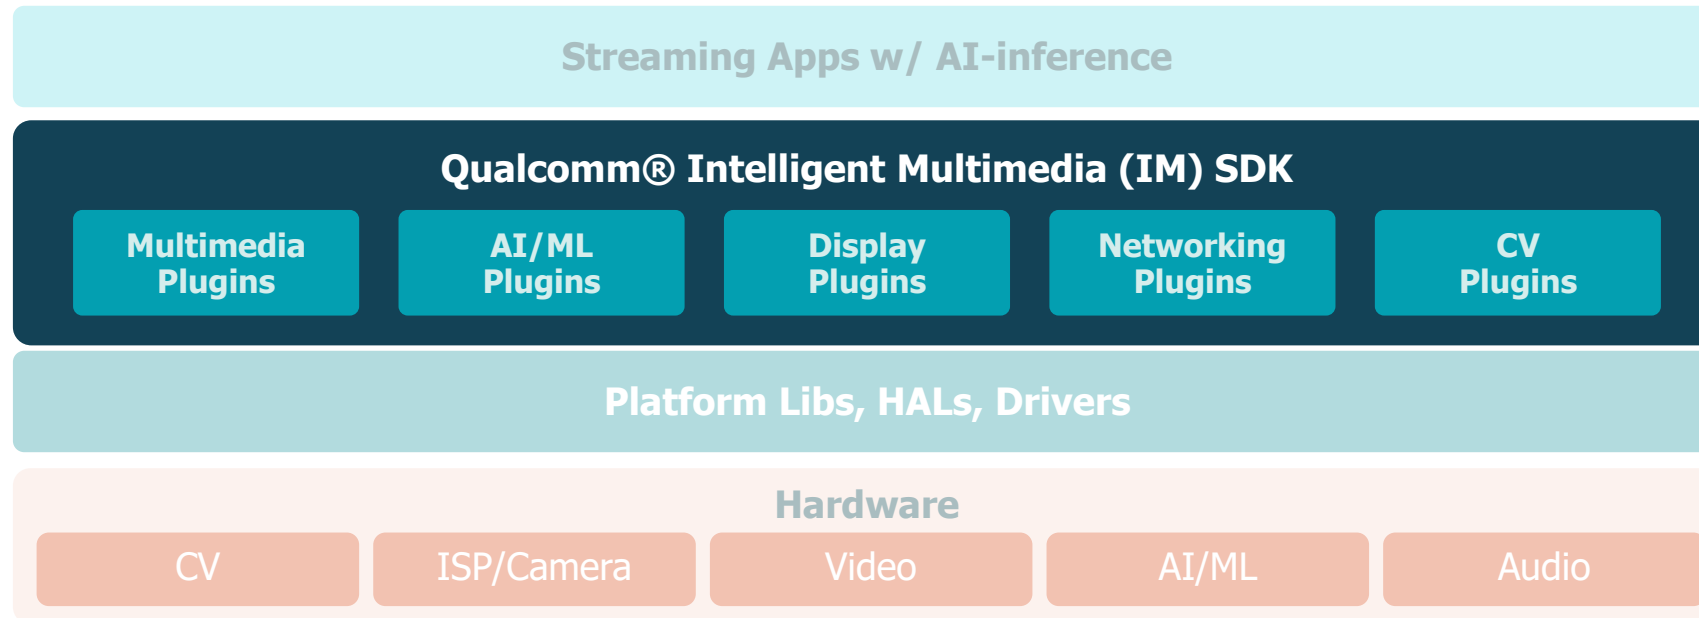 Streaming Apps w/ AI-inference
Qualcomm® Intelligent Multimedia (IM) SDK
Multimedia
Plugins
AI/ML
Plugins
Display
Plugins
Networking
Plugins
CV
Plugins
Platform Libs, HALs, Drivers
Hardware
CV
ISP/Camera
Video
AI/ML
Audio